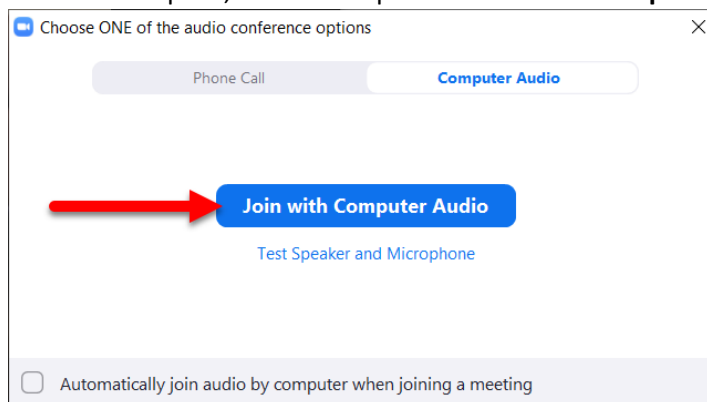 Choose ONE of the audio conference options
Phone Call
Computer Audio
Join with Computer Audio
Test Speaker and Microphone
Automatically join audio by computer when joining a meeting